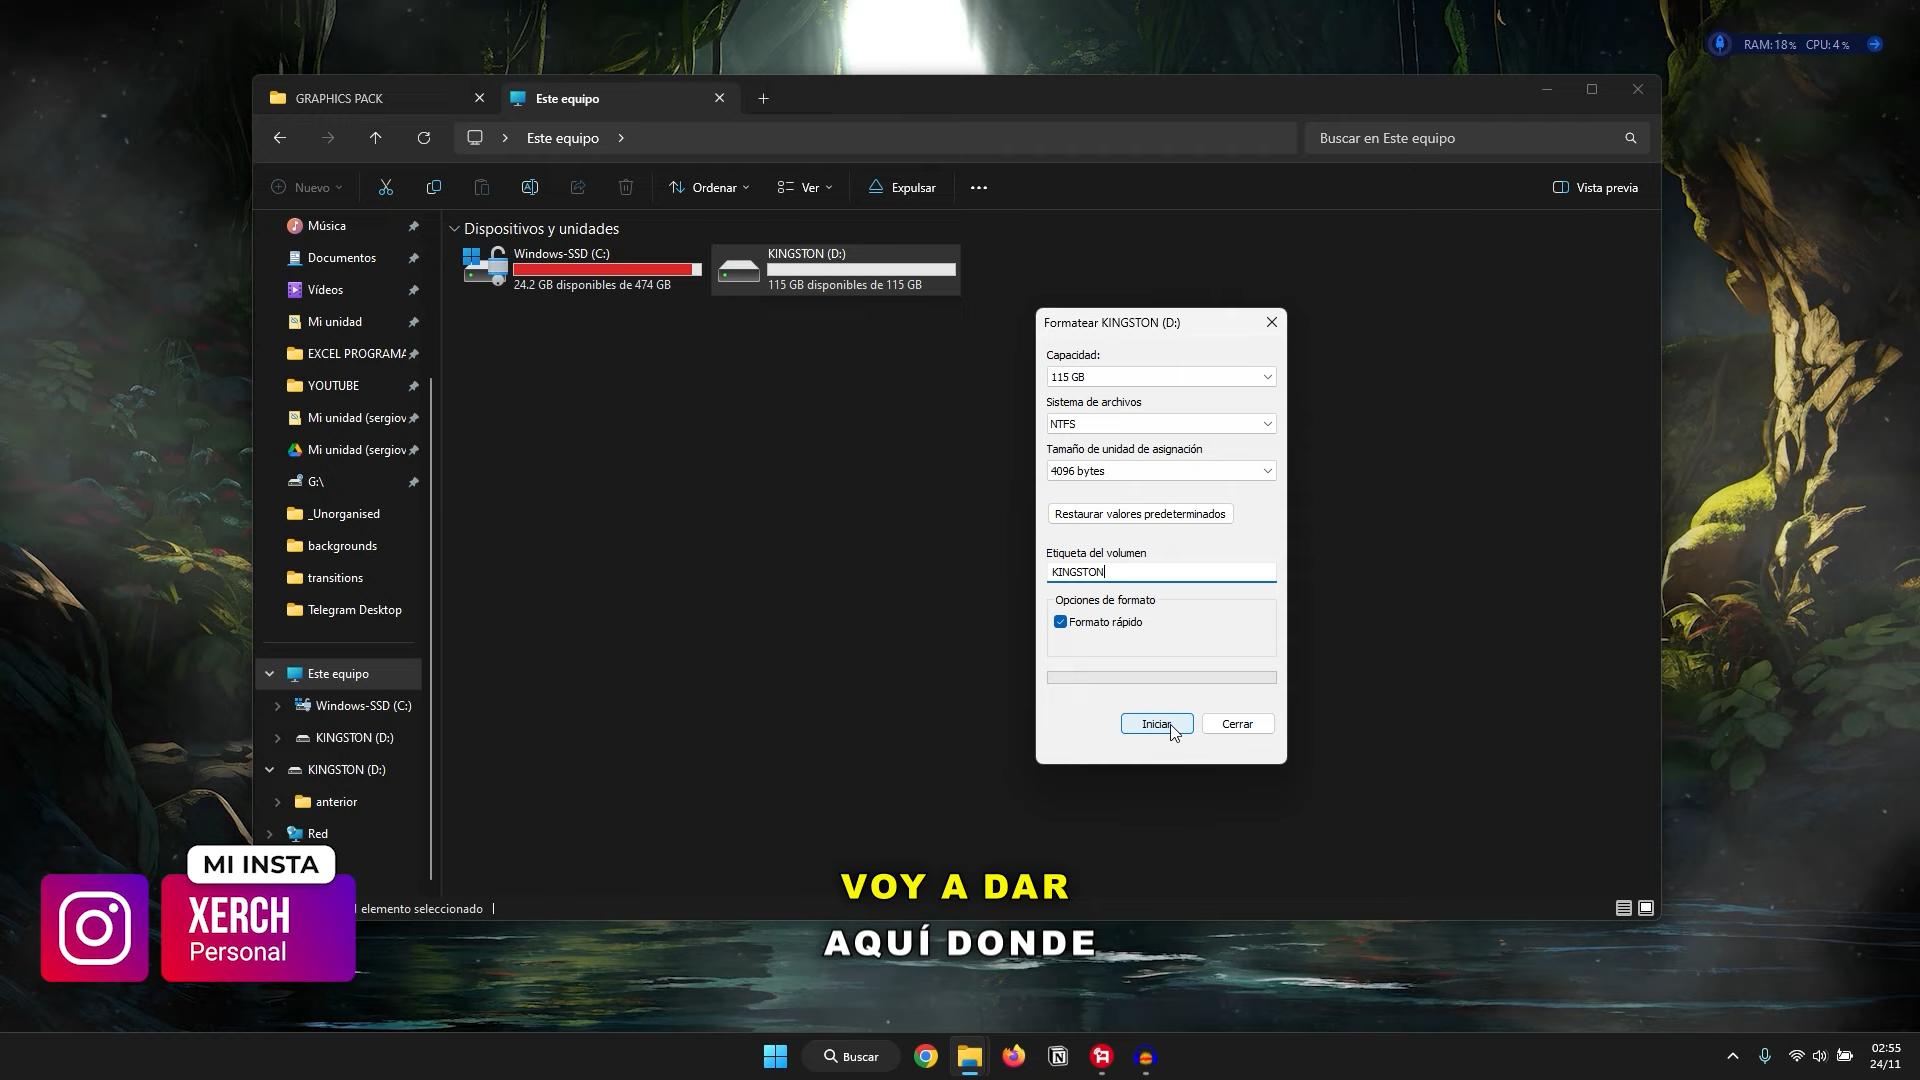 RAM: 18% CPU: 4%
GRAPHICS PACK
Este equipo
Este equipo
Buscar en Este equipo
Nuevo
Ordenar
Ver
Expulsar
Vista previa
Música
Documentos
Vídeos
Mi unidad
EXCEL PROGRAMA
YOUTUBE
Mi unidad (sergiov
Mi unidad (sergiov
G:\
_Unorganised
backgrounds
transitions
Telegram Desktop
Este equipo
Windows-SSD (C:)
KINGSTON (D:)
KINGSTON (D:)
anterior
Red
elemento seleccionado
Dispositivos y unidades
Windows-SSD (C:)
24.2 GB disponibles de 474 GB
KINGSTON (D:)
115 GB disponibles de 115 GB
Formatear KINGSTON (D:)
Capacidad:
115 GB
Sistema de archivos
NTFS
Tamaño de unidad de asignación
4096 bytes
Restaurar valores predeterminados
Etiqueta del volumen
KINGSTON
Opciones de formato
Formato rápido
Iniciar
Cerrar
MI INSTA
XERCH
Personal
VOY A DAR
AQUÍ DONDE
Buscar
02:55
24/11